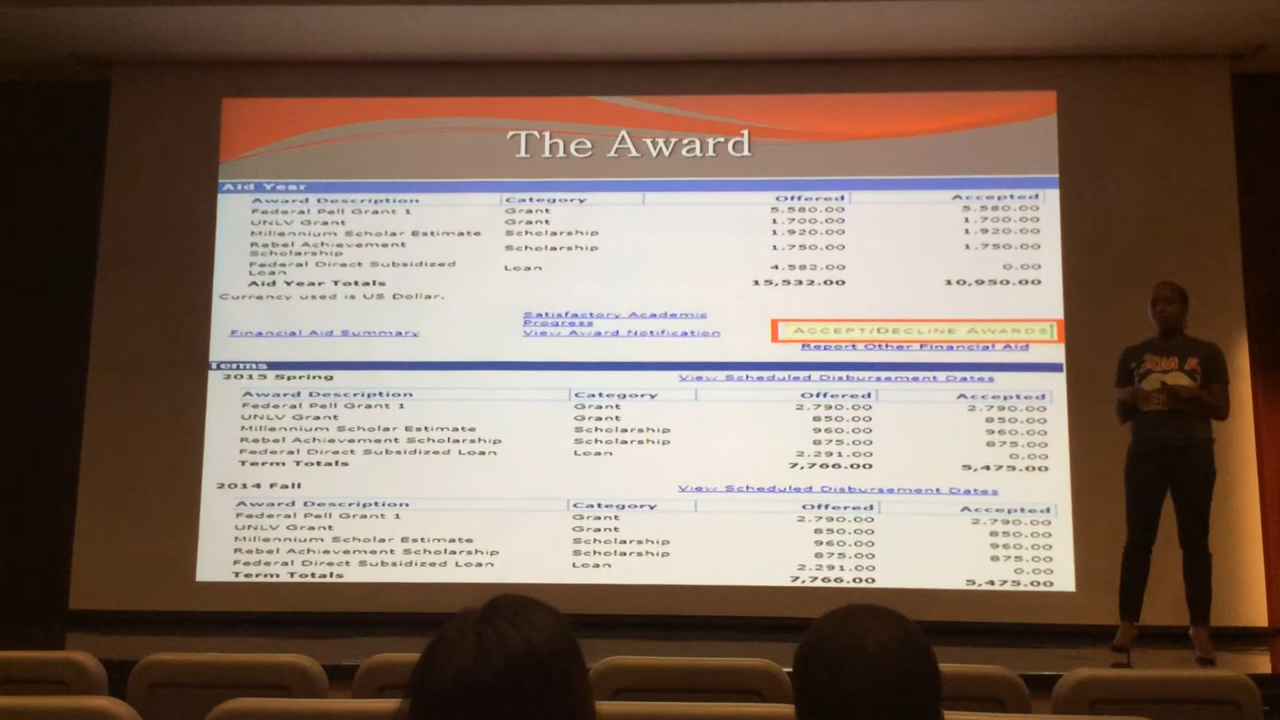 The Award
Aid Year
Award Description Category Offered Accepted
Federal Pell Grant 1 Grant 5,580.00 5,580.00
UNLV Grant Grant 1,700.00 1,700.00
Millennium Scholar Estimate Scholarship 1,920.00 1,920.00
Rebel Achievement
Scholarship Scholarship 1,750.00 1,750.00
Federal Direct Subsidized
Loan Loan 4,582.00 0.00
Aid Year Totals 15,532.00 10,950.00
Currency used is US Dollar.
Financial Aid Summary
Satisfactory Academic
Progress
View Award Notification
ACCEPT/DECLINE AWARDS
Report Other Financial Aid
Terms
2015 Spring View Scheduled Disbursement Dates
Award Description Category Offered Accepted
Federal Pell Grant 1 Grant 2,790.00 2,790.00
UNLV Grant Grant 850.00 850.00
Millennium Scholar Estimate Scholarship 960.00 960.00
Rebel Achievement Scholarship Scholarship 875.00 875.00
Federal Direct Subsidized Loan Loan 2,291.00 0.00
Term Totals 7,766.00 5,475.00
2014 Fall View Scheduled Disbursement Dates
Award Description Category Offered Accepted
Federal Pell Grant 1 Grant 2,790.00 2,790.00
UNLV Grant Grant 850.00 850.00
Millennium Scholar Estimate Scholarship 960.00 960.00
Rebel Achievement Scholarship Scholarship 875.00 875.00
Federal Direct Subsidized Loan Loan 2,291.00 0.00
Term Totals 7,766.00 5,475.00